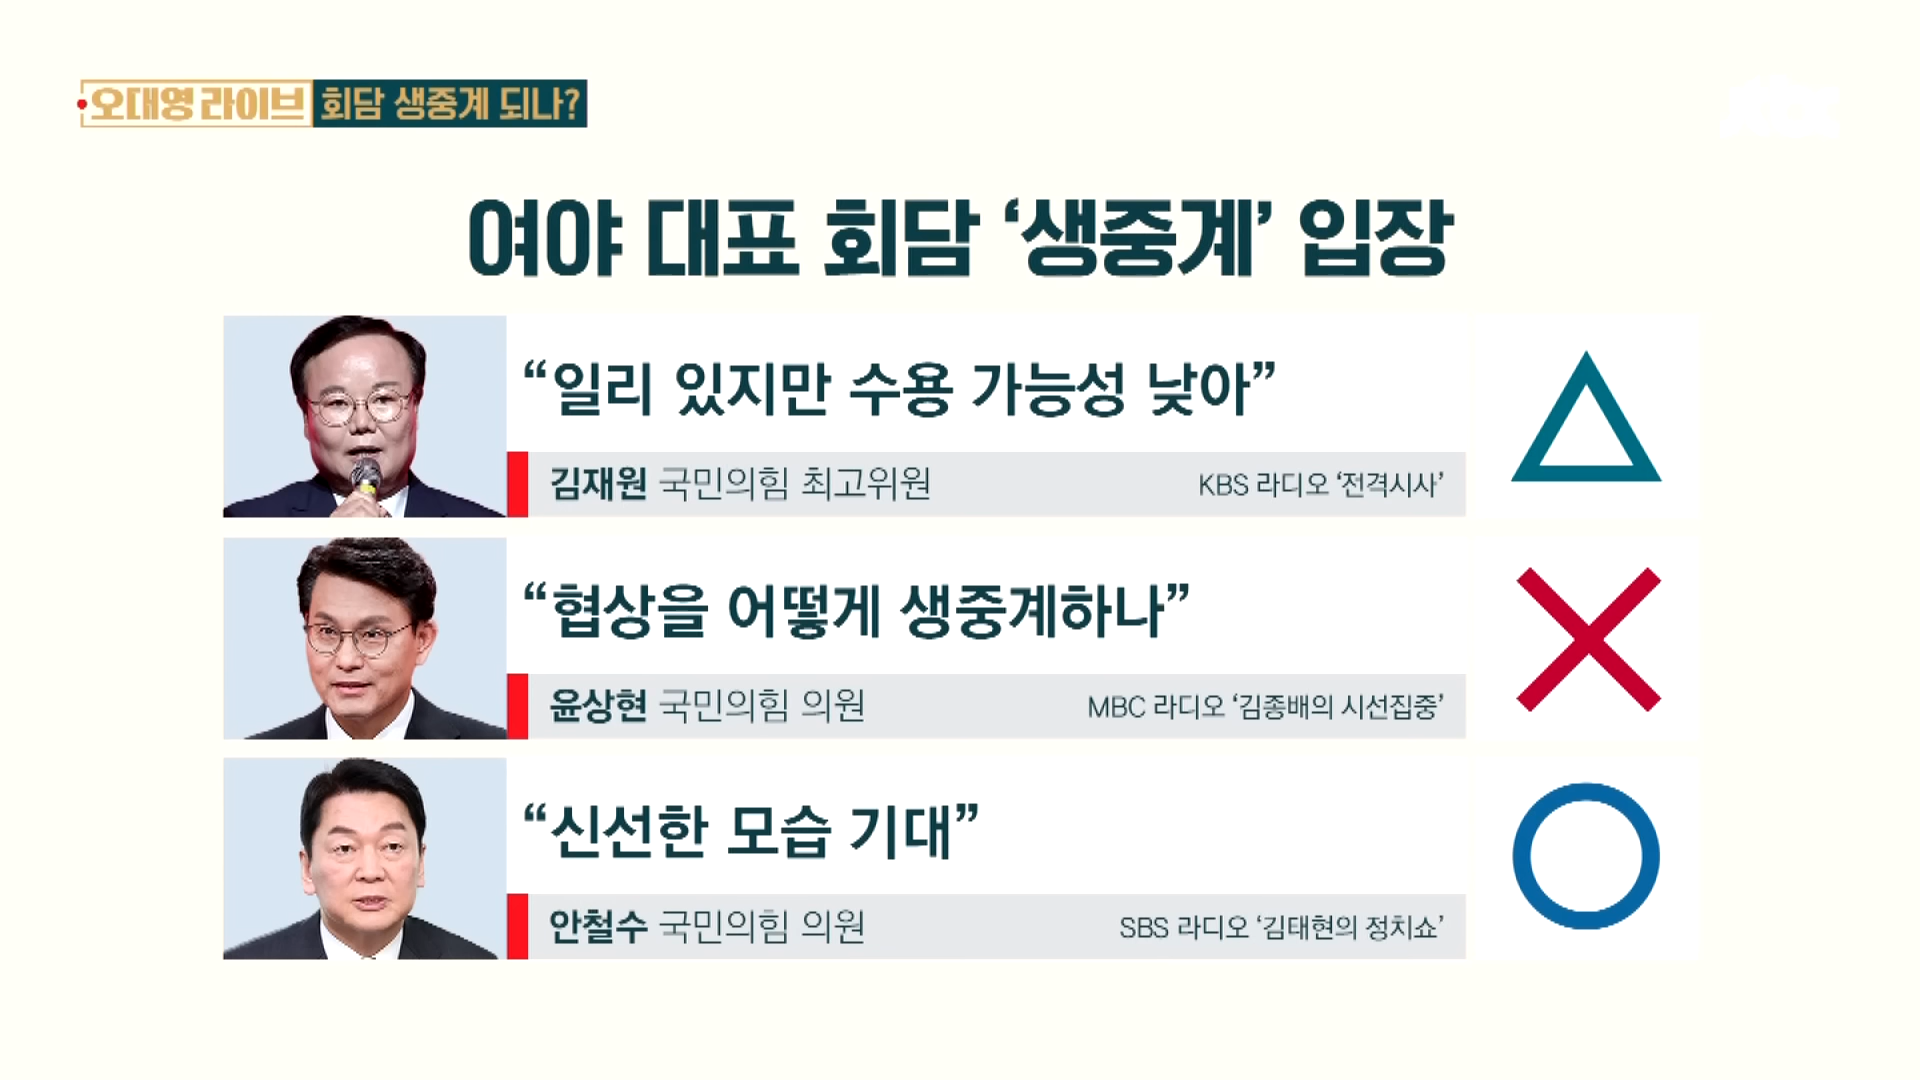 오대영 라이브 회담 생중계 되나?
여야 대표 회담 ‘생중계’ 입장
“일리 있지만 수용 가능성 낮아”
김재원 국민의힘 최고위원 KBS 라디오 ‘전격시사’
“협상을 어떻게 생중계하나”
윤상현 국민의힘 의원 MBC 라디오 ‘김종배의 시선집중’
“신선한 모습 기대”
안철수 국민의힘 의원 SBS 라디오 ‘김태현의 정치쇼’